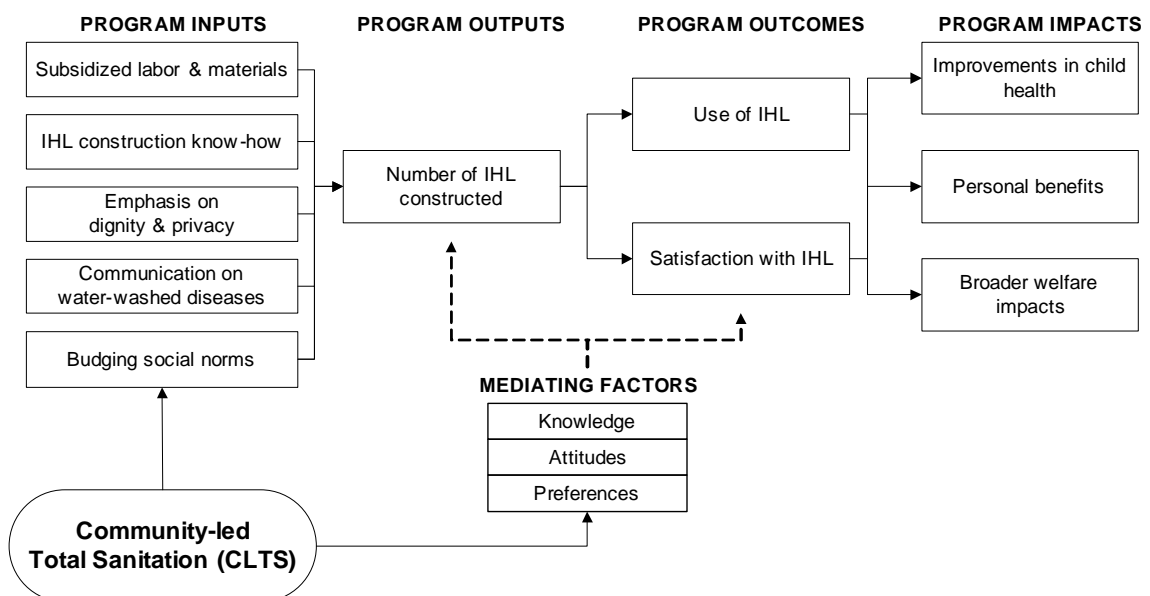 PROGRAM INPUTS
Subsidized labor & materials
IHL construction know-how
Emphasis on
dignity & privacy
Communication on
water-washed diseases
Budging social norms
Community-led
Total Sanitation (CLTS)
PROGRAM OUTPUTS
Number of IHL
constructed
PROGRAM OUTCOMES
Use of IHL
Satisfaction with IHL
MEDIATING FACTORS
Knowledge
Attitudes
Preferences
PROGRAM IMPACTS
Improvements in child
health
Personal benefits
Broader welfare
impacts